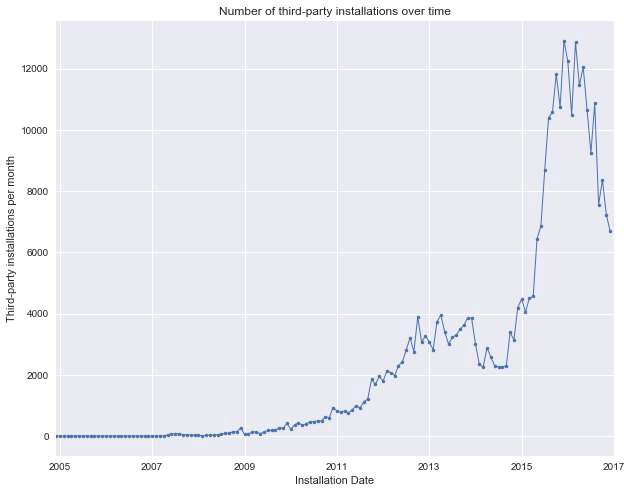 Number of third-party installations over time
Third-party installations per month
12000
10000
8000
6000
4000
2000
0
2005 2007 2009 2011 2013 2015 2017
Installation Date